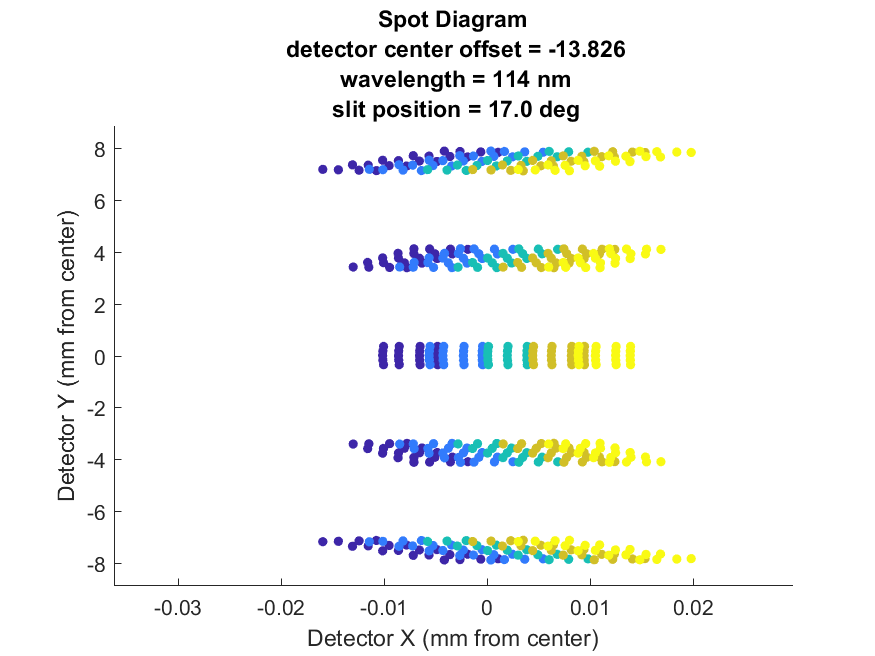 Spot Diagram
detector center offset = -13.826
wavelength = 114 nm
slit position = 17.0 deg
8
6
4
2
0
-2
-4
-6
-8
Detector Y (mm from center)
-0.03 -0.02 -0.01 0 0.01 0.02
Detector X (mm from center)